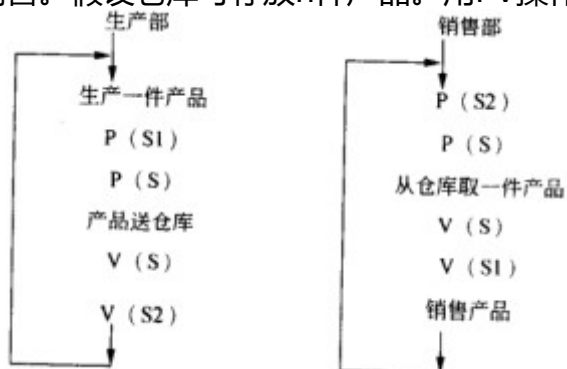 生产部
生产一件产品
P（S1）
P（S）
产品送仓库
V（S）
V（S2）
销售部
P（S2）
P（S）
从仓库取一件产品
V（S）
V（S1）
销售产品